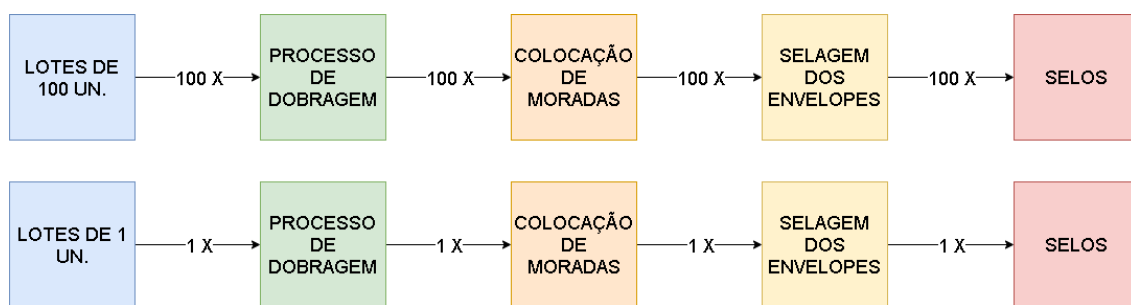 LOTES DE
100 UN.
100 X
PROCESSO
DE
DOBRAGEM
100 X
COLOCAÇÃO
DE
MORADAS
100 X
SELAGEM
DOS
ENVELOPES
100 X
SELOS
LOTES DE 1
UN.
1 X
PROCESSO
DE
DOBRAGEM
1 X
COLOCAÇÃO
DE
MORADAS
1 X
SELAGEM
DOS
ENVELOPES
1 X
SELOS